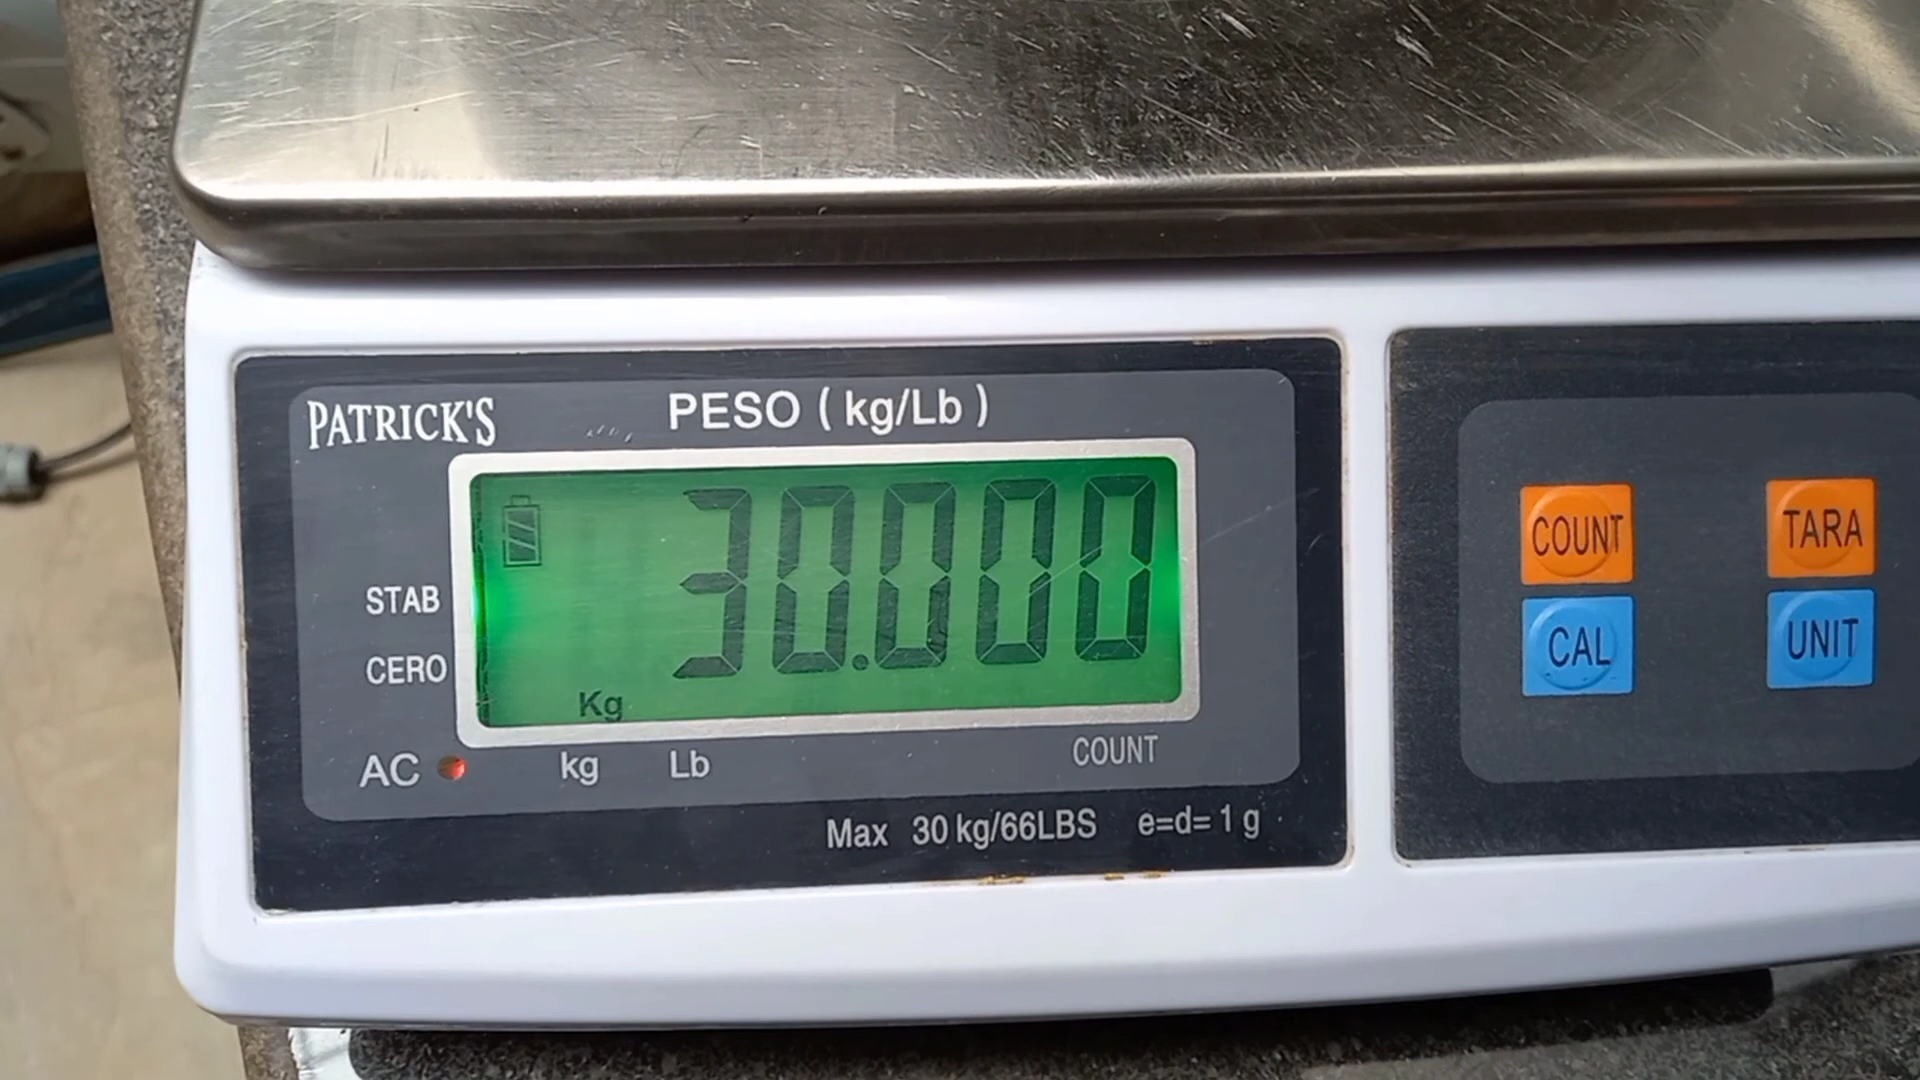 PATRICK'S
PESO ( kg/Lb )
30.000
STAB
CERO
Kg
AC
kg
Lb
COUNT
Max 30 kg/66LBS e=d= 1 g
COUNT
TARA
CAL
UNIT